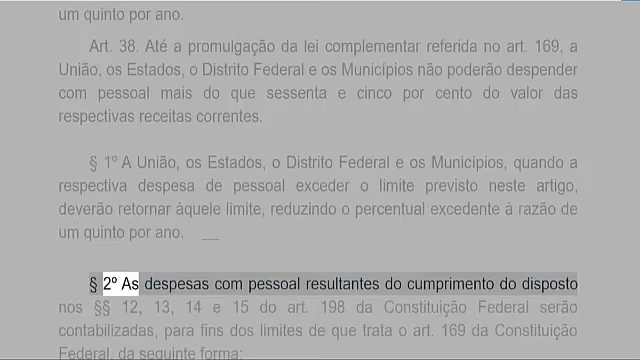 um quinto por ano.
Art. 38. Até a promulgação da lei complementar referida no art. 169, a
União, os Estados, o Distrito Federal e os Municípios não poderão despender
com pessoal mais do que sessenta e cinco por cento do valor das
respectivas receitas correntes.
§ 1º A União, os Estados, o Distrito Federal e os Municípios, quando a
respectiva despesa de pessoal exceder o limite previsto neste artigo,
deverão retornar àquele limite, reduzindo o percentual excedente à razão de
um quinto por ano. __
§ 2º As despesas com pessoal resultantes do cumprimento do disposto
nos §§ 12, 13, 14 e 15 do art. 198 da Constituição Federal serão
contabilizadas, para fins dos limites de que trata o art. 169 da Constituição
Federal, da seguinte forma: